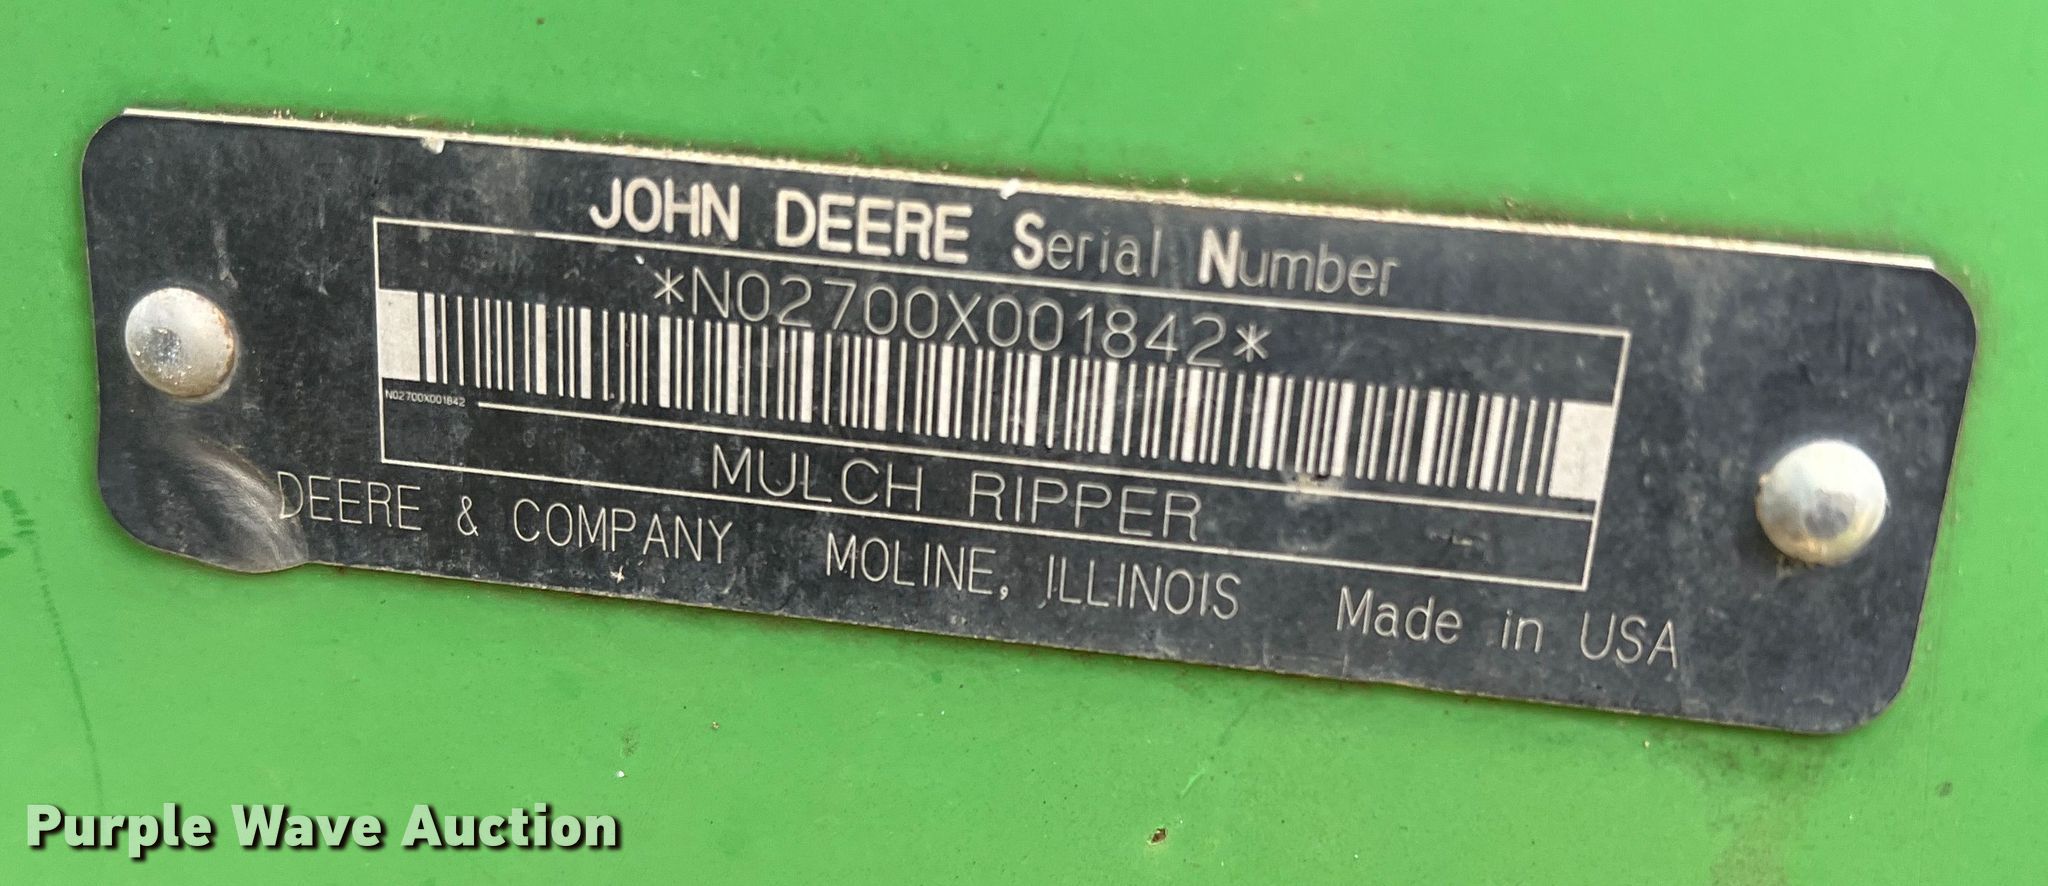 JOHN DEERE Serial Number
*N02700X001842*
N02700X001842
MULCH RIPPER
DEERE & COMPANY MOLINE, ILLINOIS Made in USA
Purple Wave Auction